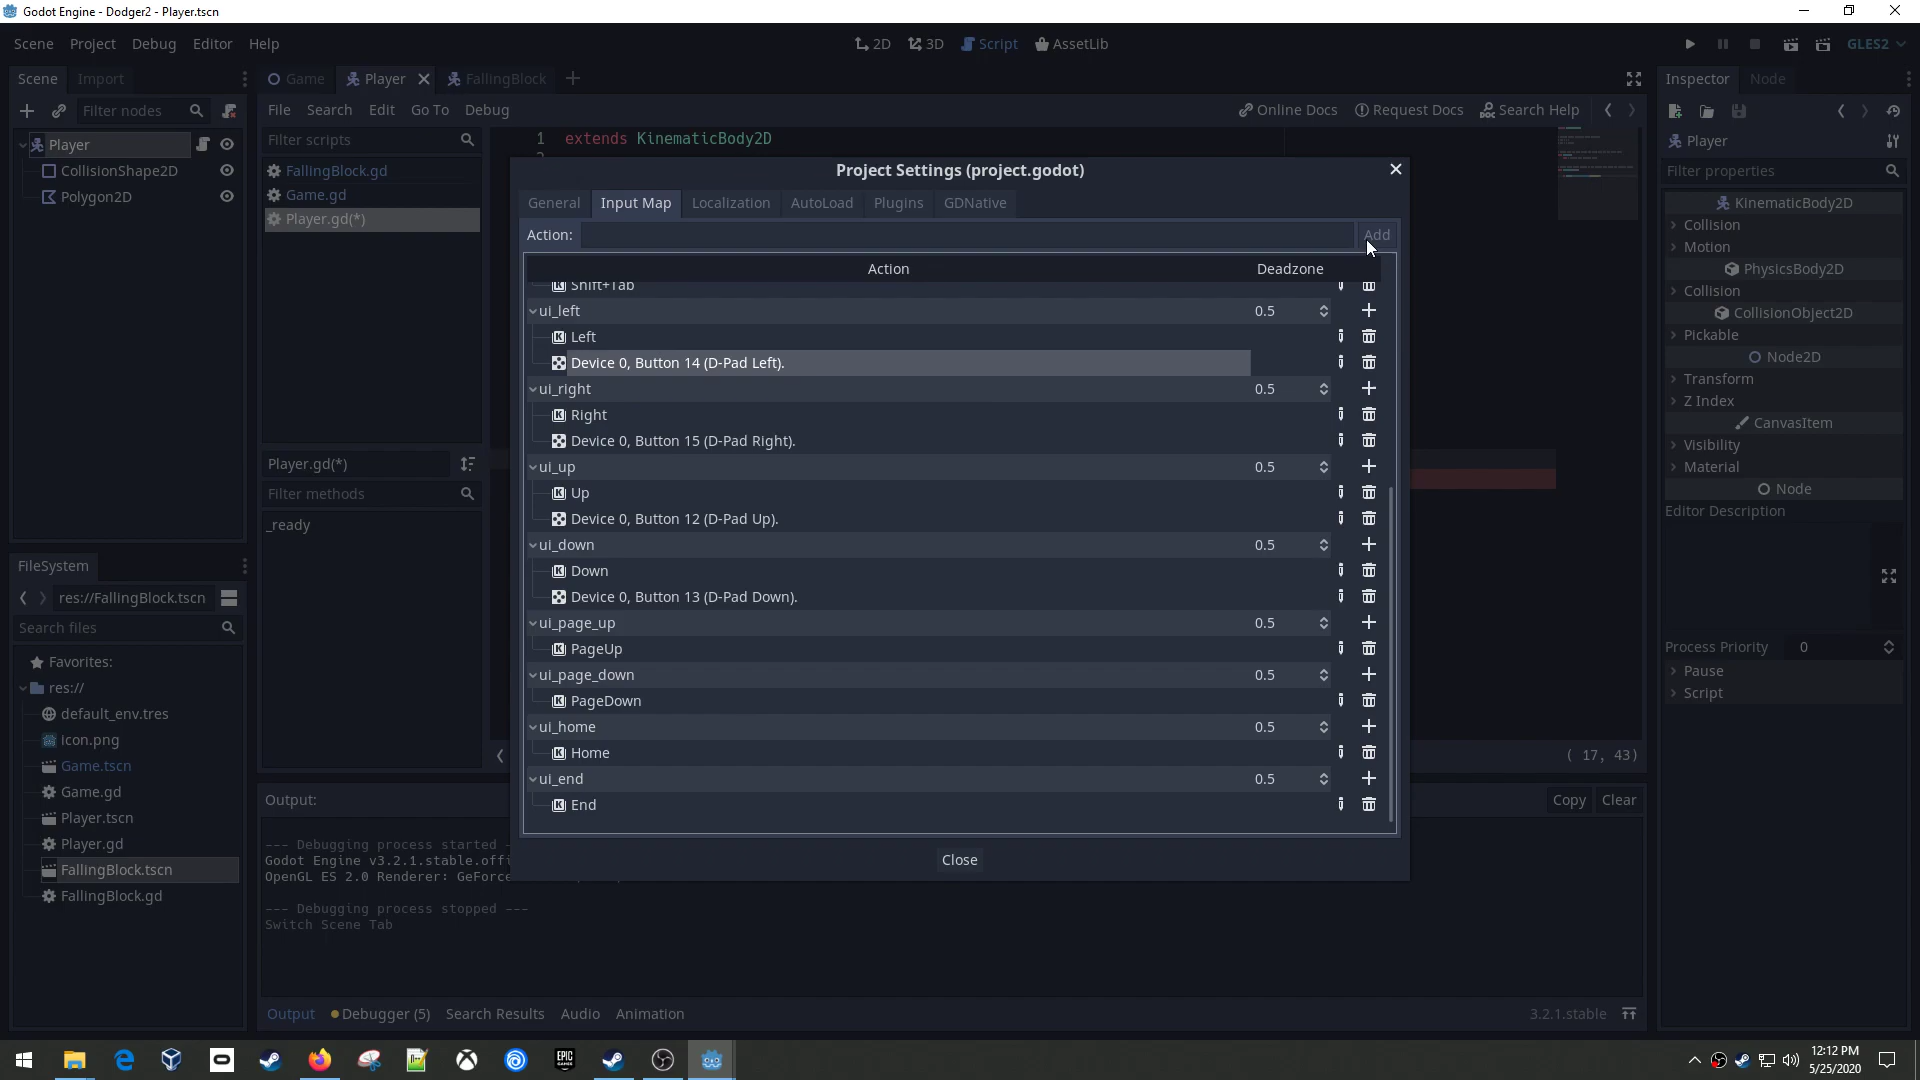 Godot Engine - Dodger2 - Player.tscn
Scene Project Debug Editor Help
2D 3D Script AssetLib
GLES2
Scene Import
Game Player FallingBlock
Inspector Node
Filter nodes
File Search Edit Go To Debug
Online Docs Request Docs Search Help
Player
CollisionShape2D
Polygon2D
Filter scripts
FallingBlock.gd
Game.gd
Player.gd(*)
Player.gd(*)
Filter methods
_ready
1 extends KinematicBody2D
2
Project Settings (project.godot)
General Input Map Localization AutoLoad Plugins GDNative
Action: Add
Action Deadzone
Shift+Tab
ui_left 0.5
Left
Device 0, Button 14 (D-Pad Left).
ui_right 0.5
Right
Device 0, Button 15 (D-Pad Right).
ui_up 0.5
Up
Device 0, Button 12 (D-Pad Up).
ui_down 0.5
Down
Device 0, Button 13 (D-Pad Down).
ui_page_up 0.5
PageUp
ui_page_down 0.5
PageDown
ui_home 0.5
Home
ui_end 0.5
End
Close
( 17, 43)
Player
Filter properties
KinematicBody2D
Collision
Motion
PhysicsBody2D
Collision
CollisionObject2D
Pickable
Node2D
Transform
Z Index
CanvasItem
Visibility
Material
Node
Editor Description
Process Priority 0
Pause
Script
FileSystem
res://FallingBlock.tscn
Search files
Favorites:
res://
default_env.tres
icon.png
Game.tscn
Game.gd
Player.tscn
Player.gd
FallingBlock.tscn
FallingBlock.gd
Output: Copy Clear
--- Debugging process started
Godot Engine v3.2.1.stable.offi
OpenGL ES 2.0 Renderer: GeForce
--- Debugging process stopped ---
Switch Scene Tab
Output Debugger (5) Search Results Audio Animation 3.2.1.stable
EPIC GAMES
12:12 PM
5/25/2020